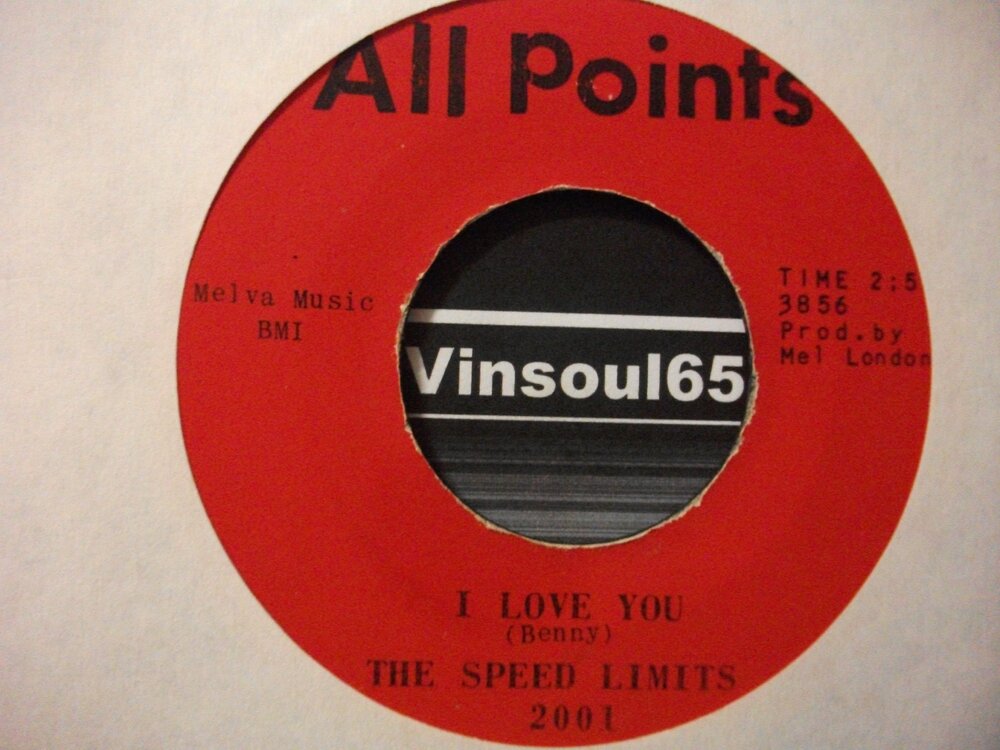 All Points
Melva Music
BMI
TIME 2:5
3856
Prod.by
Mel London
Vinsoul65
I LOVE YOU
(Benny)
THE SPEED LIMITS
2001